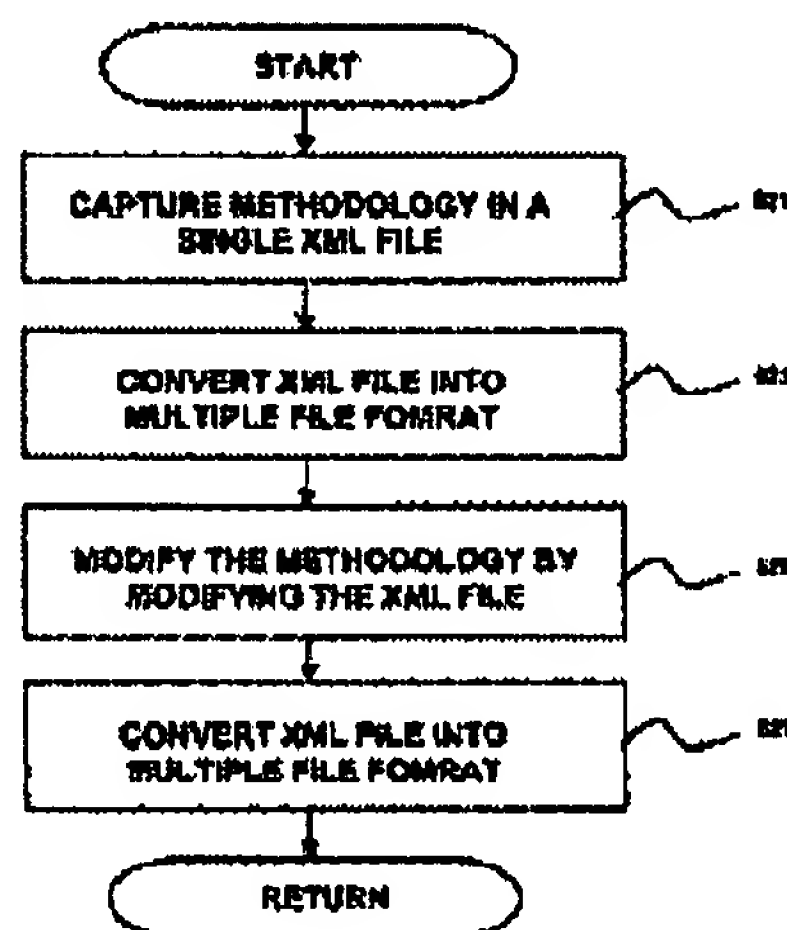 START
CAPTURE METHODOLOGY IN A
SINGLE XML FILE
CONVERT XML FILE INTO
MULTIPLE FILE FOMRAT
MODIFY THE METHODOLOGY BY
MODIFYING THE XML FILE
CONVERT XML FILE INTO
MULTIPLE FILE FOMRAT
RETURN